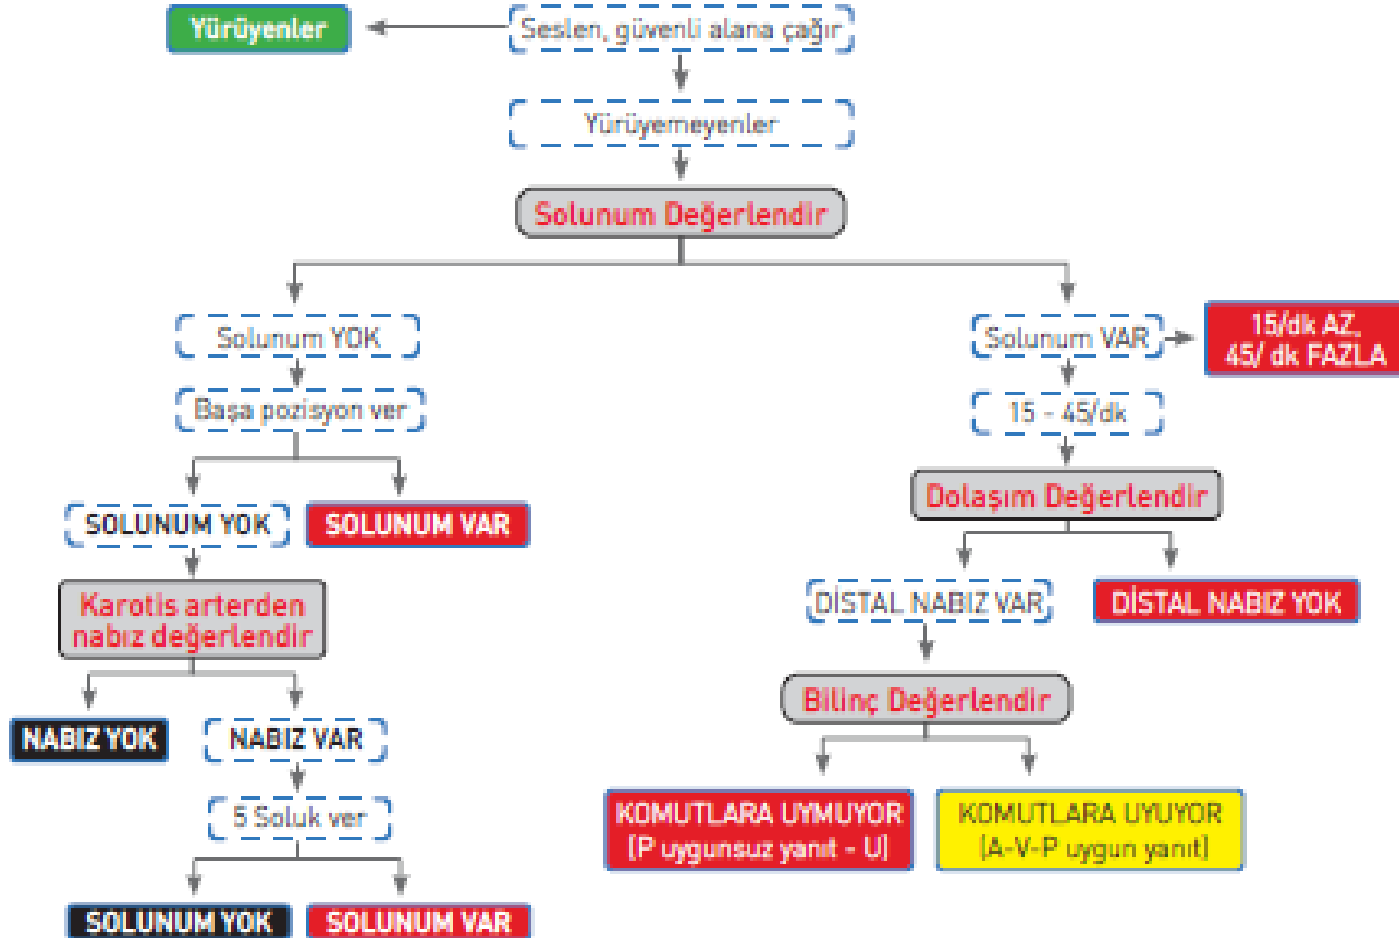 Yürüyenler
Seslen, güvenli alana çağır
Yürüyemeyenler
Solunum Değerlendir
Solunum YOK
Solunum VAR
15/dk AZ,
45/ dk FAZLA
Başa pozisyon ver
15 - 45/dk
SOLUNUM YOK
SOLUNUM VAR
Dolaşım Değerlendir
Karotis arterden
nabız değerlendir
DİSTAL NABIZ VAR
DİSTAL NABIZ YOK
NABIZ YOK
NABIZ VAR
Bilinç Değerlendir
5 Soluk ver
KOMUTLARA UYMUYOR
[P uygunsuz yanıt - U]
KOMUTLARA UYUYOR
[A-V-P uygun yanıt]
SOLUNUM YOK
SOLUNUM VAR